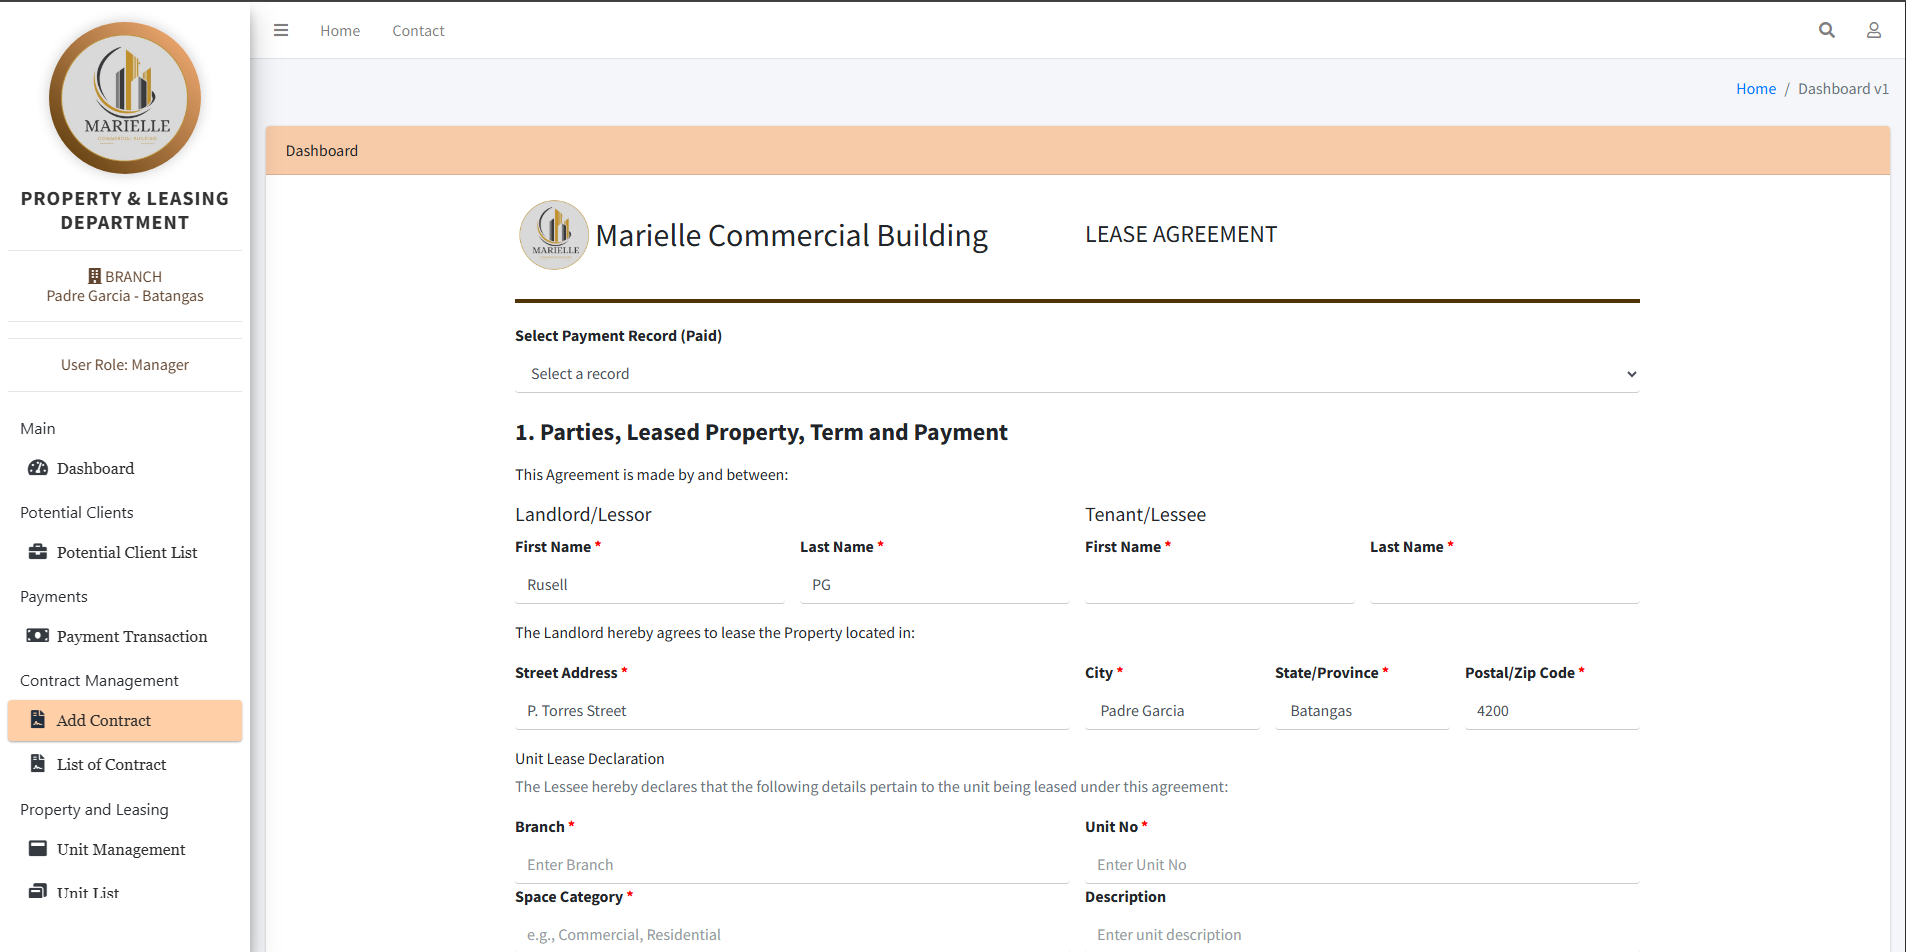 MARIELLE
COMMERCIAL BUILDING
PROPERTY & LEASING
DEPARTMENT
BRANCH
Padre Garcia - Batangas
User Role: Manager
Main
Dashboard
Potential Clients
Potential Client List
Payments
Payment Transaction
Contract Management
Add Contract
List of Contract
Property and Leasing
Unit Management
Unit List
Home Contact
Home / Dashboard v1
Dashboard
MARIELLE
Marielle Commercial Building
LEASE AGREEMENT
Select Payment Record (Paid)
Select a record
1. Parties, Leased Property, Term and Payment
This Agreement is made by and between:
Landlord/Lessor Tenant/Lessee
First Name * Last Name * First Name * Last Name *
Rusell PG
The Landlord hereby agrees to lease the Property located in:
Street Address * City * State/Province * Postal/Zip Code *
P. Torres Street Padre Garcia Batangas 4200
Unit Lease Declaration
The Lessee hereby declares that the following details pertain to the unit being leased under this agreement:
Branch * Unit No *
Enter Branch Enter Unit No
Space Category * Description
e.g., Commercial, Residential Enter unit description